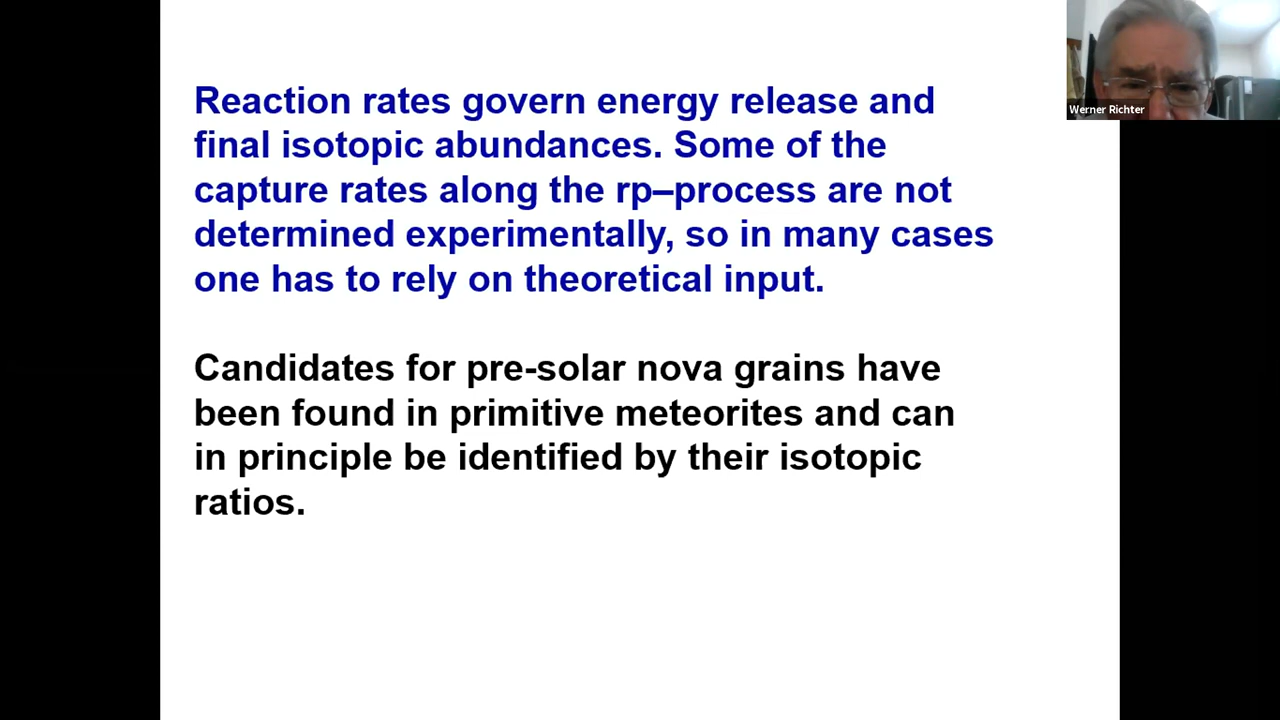 Reaction rates govern energy release and
final isotopic abundances. Some of the
capture rates along the rp–process are not
determined experimentally, so in many cases
one has to rely on theoretical input.
Candidates for pre-solar nova grains have
been found in primitive meteorites and can
in principle be identified by their isotopic
ratios.
Werner Richter